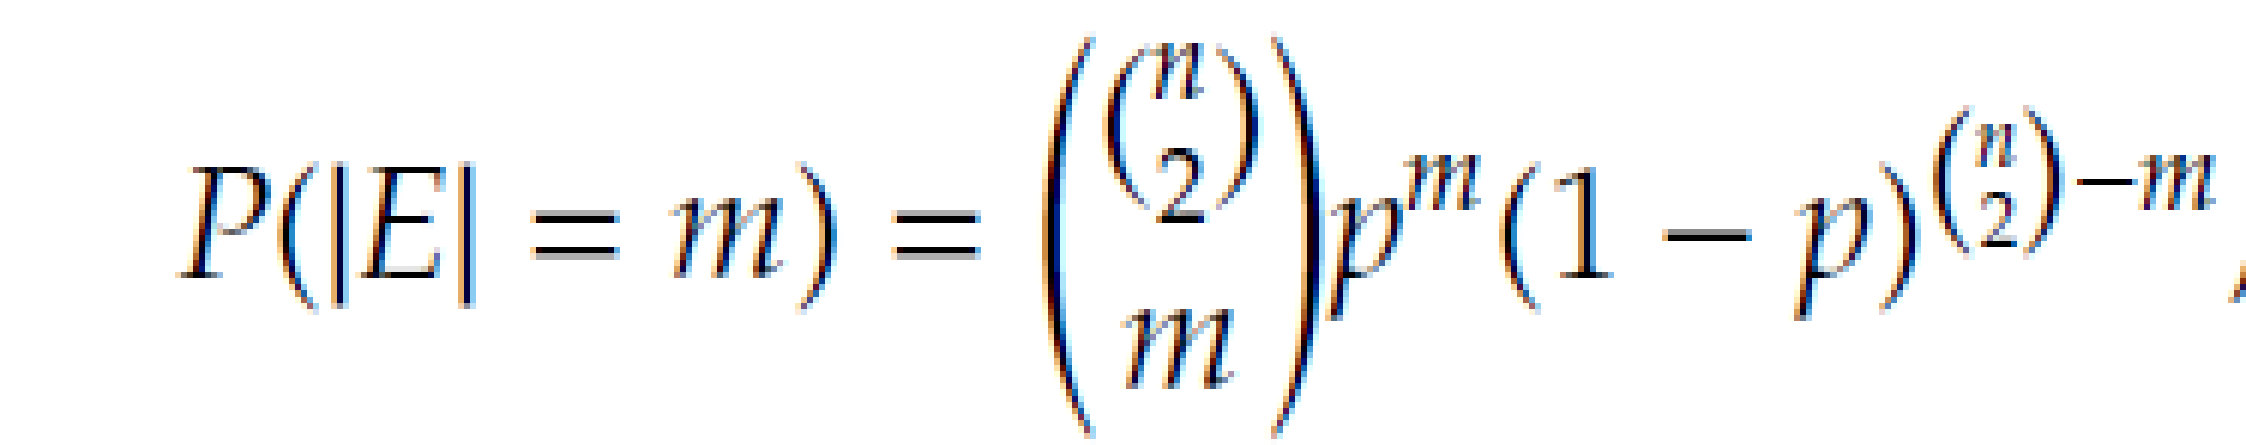 P(|E| = m) = \binom{\binom{n}{2}}{m} p^m (1 − p)^{\binom{n}{2}−m},